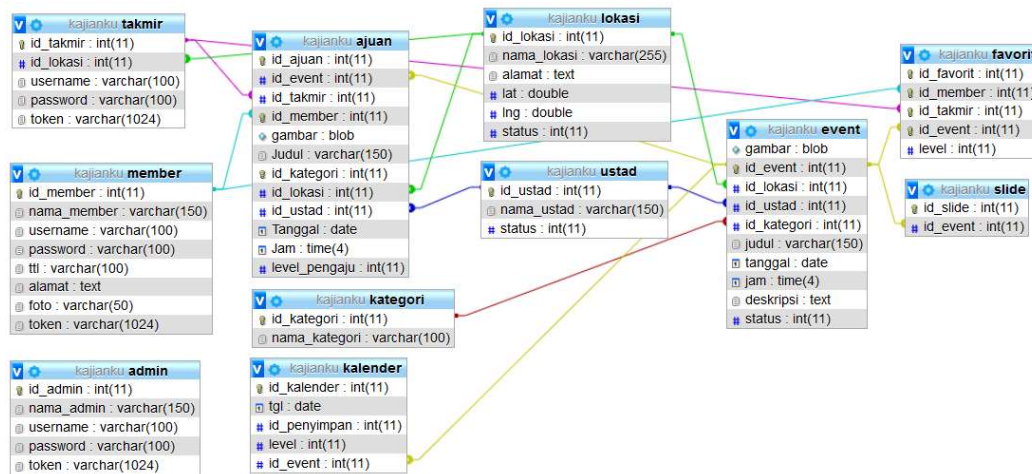 kajianku takmir
id_takmir : int(11)
id_lokasi : int(11)
username : varchar(100)
password : varchar(100)
token : varchar(1024)
kajianku ajuan
id_ajuan : int(11)
id_event : int(11)
id_takmir : int(11)
id_member : int(11)
gambar : blob
Judul : varchar(150)
id_kategori : int(11)
id_lokasi : int(11)
id_ustad : int(11)
Tanggal : date
Jam : time(4)
level_pengaju : int(11)
kajianku lokasi
id_lokasi : int(11)
nama_lokasi : varchar(255)
alamat : text
lat : double
lng : double
status : int(11)
kajianku favorit
id_favorit : int(11)
id_member : int(11)
id_takmir : int(11)
id_event : int(11)
level : int(11)
kajianku event
gambar : blob
id_event : int(11)
id_lokasi : int(11)
id_ustad : int(11)
id_kategori : int(11)
judul : varchar(150)
tanggal : date
jam : time(4)
deskripsi : text
status : int(11)
kajianku member
id_member : int(11)
nama_member : varchar(150)
username : varchar(100)
password : varchar(100)
ttl : varchar(100)
alamat : text
foto : varchar(50)
token : varchar(1024)
kajianku ustad
id_ustad : int(11)
nama_ustad : varchar(150)
status : int(11)
kajianku slide
id_slide : int(11)
id_event : int(11)
kajianku kategori
id_kategori : int(11)
nama_kategori : varchar(100)
kajianku admin
id_admin : int(11)
nama_admin : varchar(150)
username : varchar(100)
password : varchar(100)
token : varchar(1024)
kajianku kalender
id_kalender : int(11)
tgl : date
id_penyimpan : int(11)
level : int(11)
id_event : int(11)